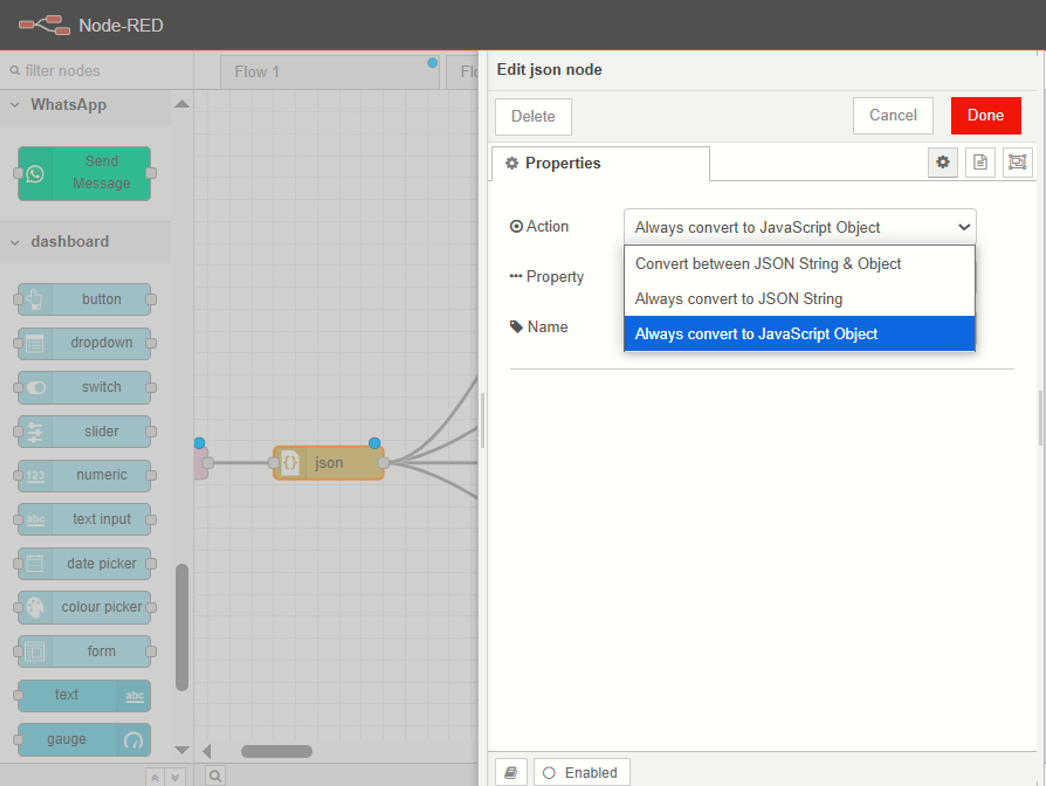 Node-RED
filter nodes
Flow 1
Flo
WhatsApp
Send
Message
dashboard
button
dropdown
switch
slider
123
numeric
abc
text input
date picker
colour picker
form
text
abc
gauge
{}
json
Edit json node
Delete
Cancel
Done
Properties
Action
Always convert to JavaScript Object
Convert between JSON String & Object
Always convert to JSON String
Always convert to JavaScript Object
Property
Name
Enabled